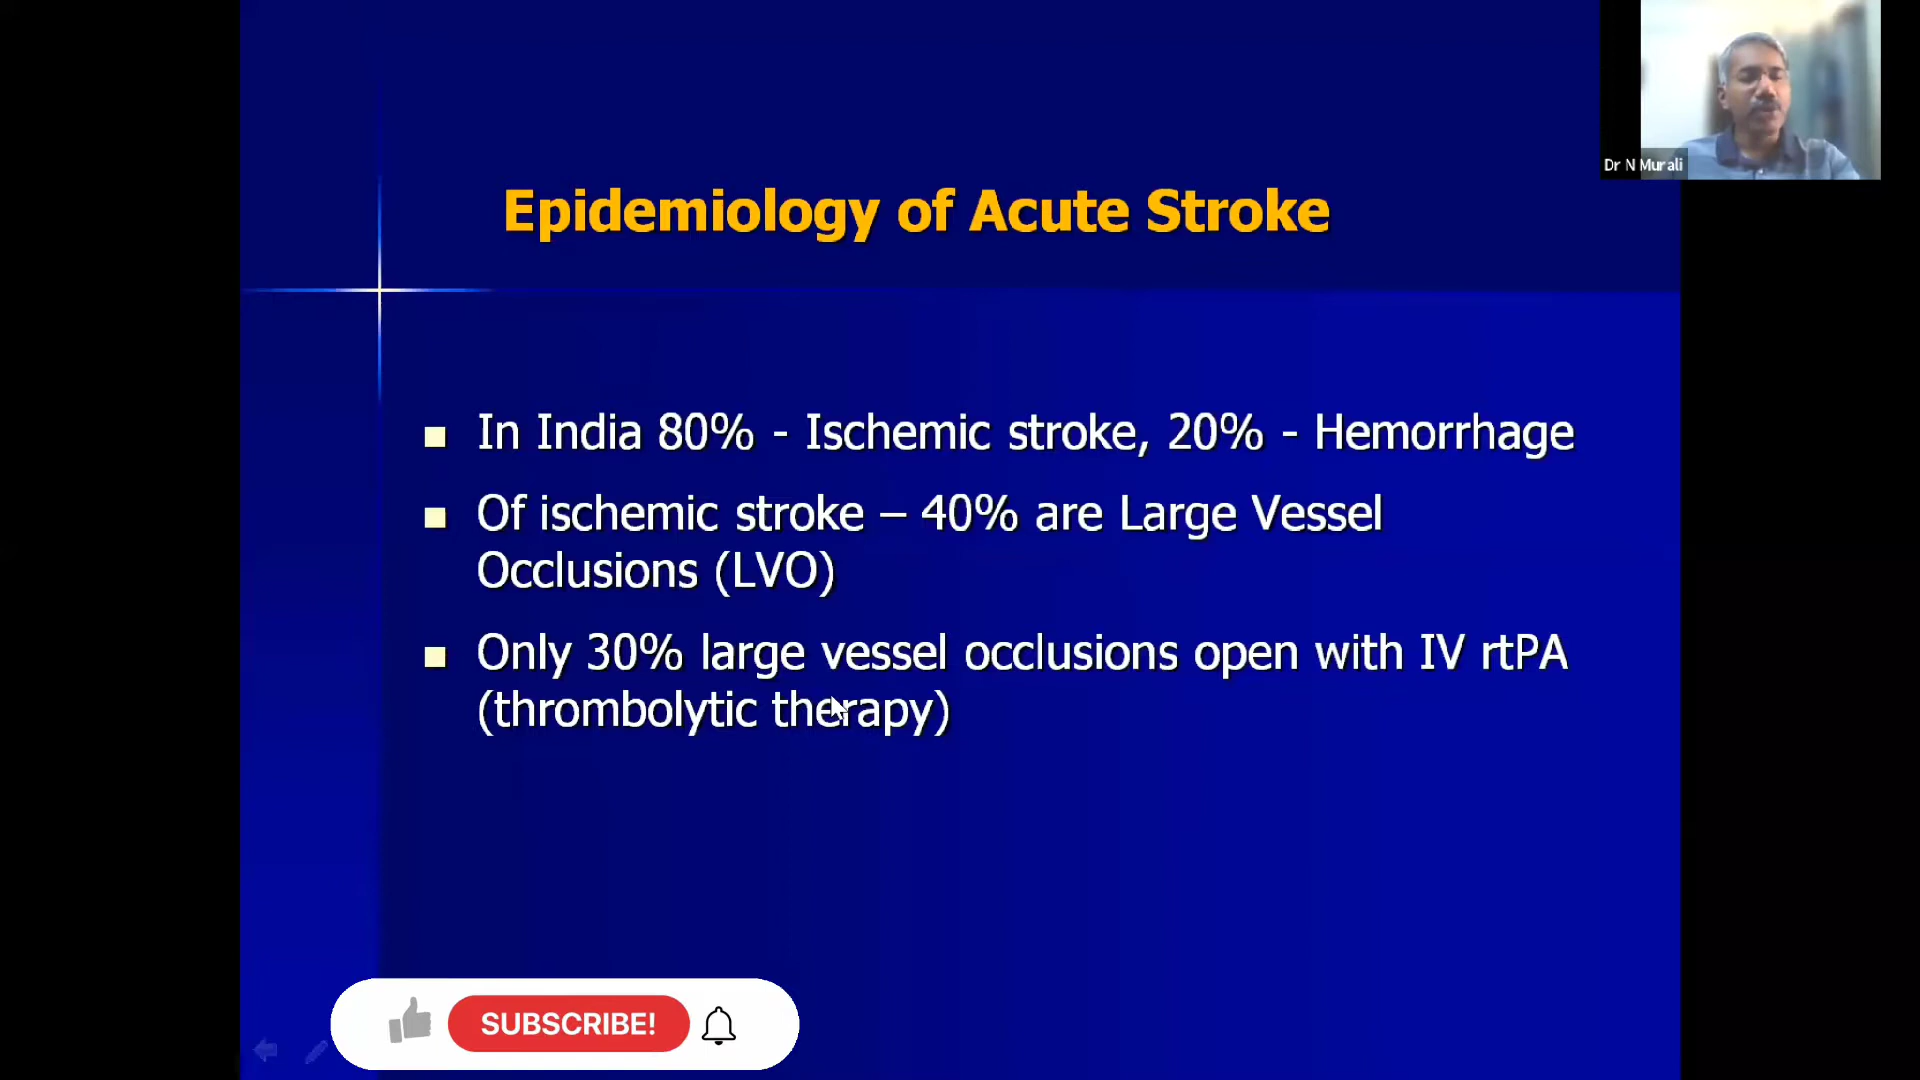 Dr N Murali
Epidemiology of Acute Stroke
In India 80% - Ischemic stroke, 20% - Hemorrhage
Of ischemic stroke – 40% are Large Vessel
Occlusions (LVO)
Only 30% large vessel occlusions open with IV rtPA
(thrombolytic therapy)
SUBSCRIBE!